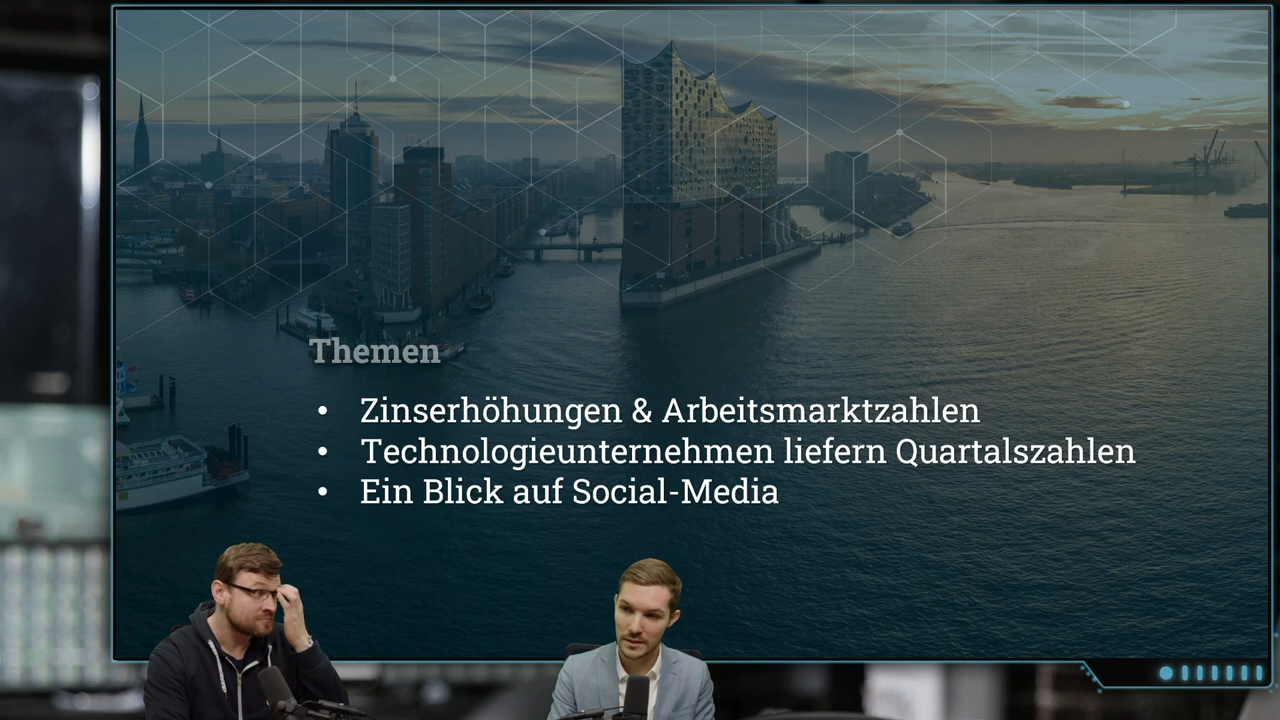 Themen
• Zinserhöhungen & Arbeitsmarktzahlen
• Technologieunternehmen liefern Quartalszahlen
• Ein Blick auf Social-Media